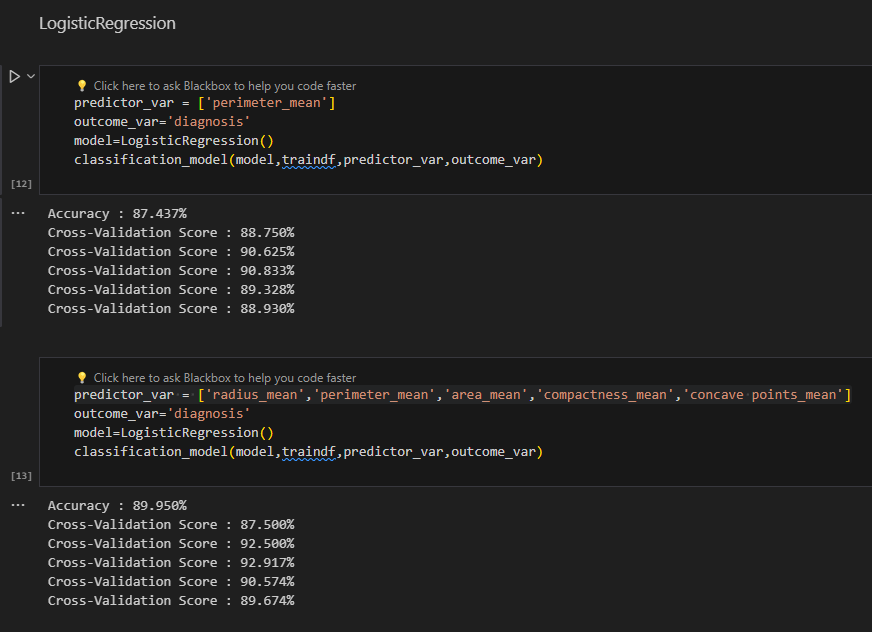 LogisticRegression
Click here to ask Blackbox to help you code faster
predictor_var = ['perimeter_mean']
outcome_var='diagnosis'
model=LogisticRegression()
classification_model(model,traindf,predictor_var,outcome_var)
[12]
Accuracy : 87.437%
Cross-Validation Score : 88.750%
Cross-Validation Score : 90.625%
Cross-Validation Score : 90.833%
Cross-Validation Score : 89.328%
Cross-Validation Score : 88.930%
Click here to ask Blackbox to help you code faster
predictor_var = ['radius_mean','perimeter_mean','area_mean','compactness_mean','concave points_mean']
outcome_var='diagnosis'
model=LogisticRegression()
classification_model(model,traindf,predictor_var,outcome_var)
[13]
Accuracy : 89.950%
Cross-Validation Score : 87.500%
Cross-Validation Score : 92.500%
Cross-Validation Score : 92.917%
Cross-Validation Score : 90.574%
Cross-Validation Score : 89.674%